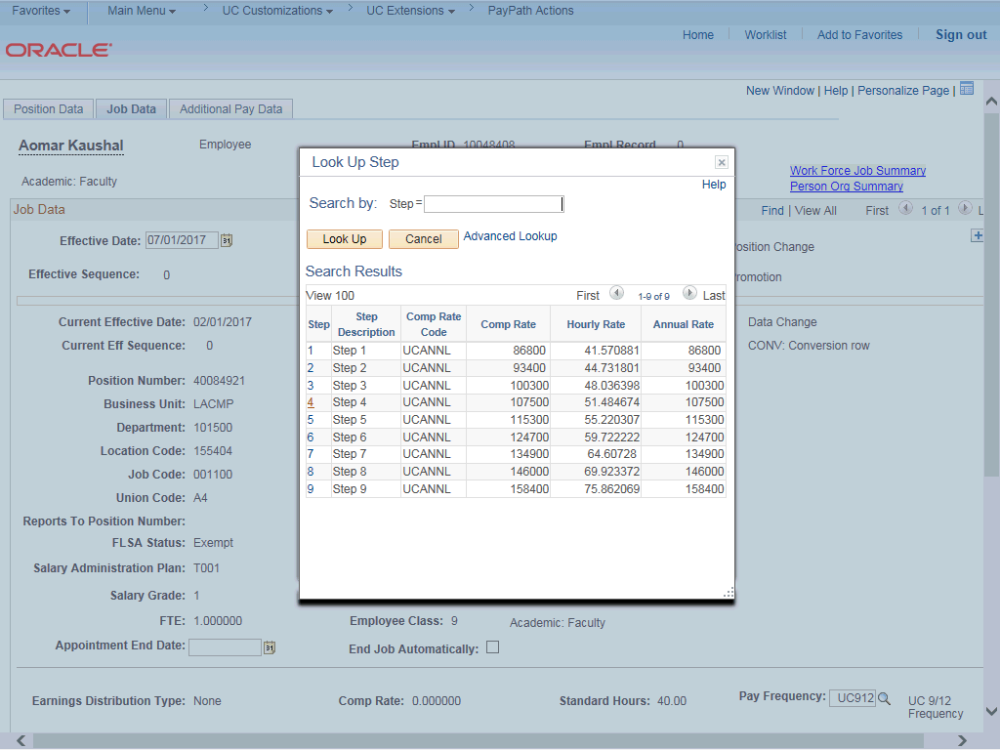 Favorites Main Menu > UC Customizations > UC Extensions > PayPath Actions
ORACLE
Home Worklist Add to Favorites Sign out
New Window | Help | Personalize Page |
Position Data Job Data Additional Pay Data
Aomar Kaushal Employee Empl ID 10048408 Empl Record 0
Academic: Faculty
Work Force Job Summary
Person Org Summary
Job Data Find | View All First 1 of 1 L
Effective Date: 07/01/2017 osition Change
Effective Sequence: 0 romotion
Current Effective Date: 02/01/2017 Data Change
Current Eff Sequence: 0 CONV: Conversion row
Position Number: 40084921
Business Unit: LACMP
Department: 101500
Location Code: 155404
Job Code: 001100
Union Code: A4
Reports To Position Number:
FLSA Status: Exempt
Salary Administration Plan: T001
Salary Grade: 1
FTE: 1.000000 Employee Class: 9 Academic: Faculty
Appointment End Date: End Job Automatically:
Earnings Distribution Type: None Comp Rate: 0.000000 Standard Hours: 40.00 Pay Frequency: UC912 UC 9/12
Frequency
Look Up Step
Help
Search by: Step =
Look Up Cancel Advanced Lookup
Search Results
View 100 First 1-9 of 9 Last
Step Step Description Comp Rate Code Comp Rate Hourly Rate Annual Rate
1 Step 1 UCANNL 86800 41.570881 86800
2 Step 2 UCANNL 93400 44.731801 93400
3 Step 3 UCANNL 100300 48.036398 100300
4 Step 4 UCANNL 107500 51.484674 107500
5 Step 5 UCANNL 115300 55.220307 115300
6 Step 6 UCANNL 124700 59.722222 124700
7 Step 7 UCANNL 134900 64.60728 134900
8 Step 8 UCANNL 146000 69.923372 146000
9 Step 9 UCANNL 158400 75.862069 158400